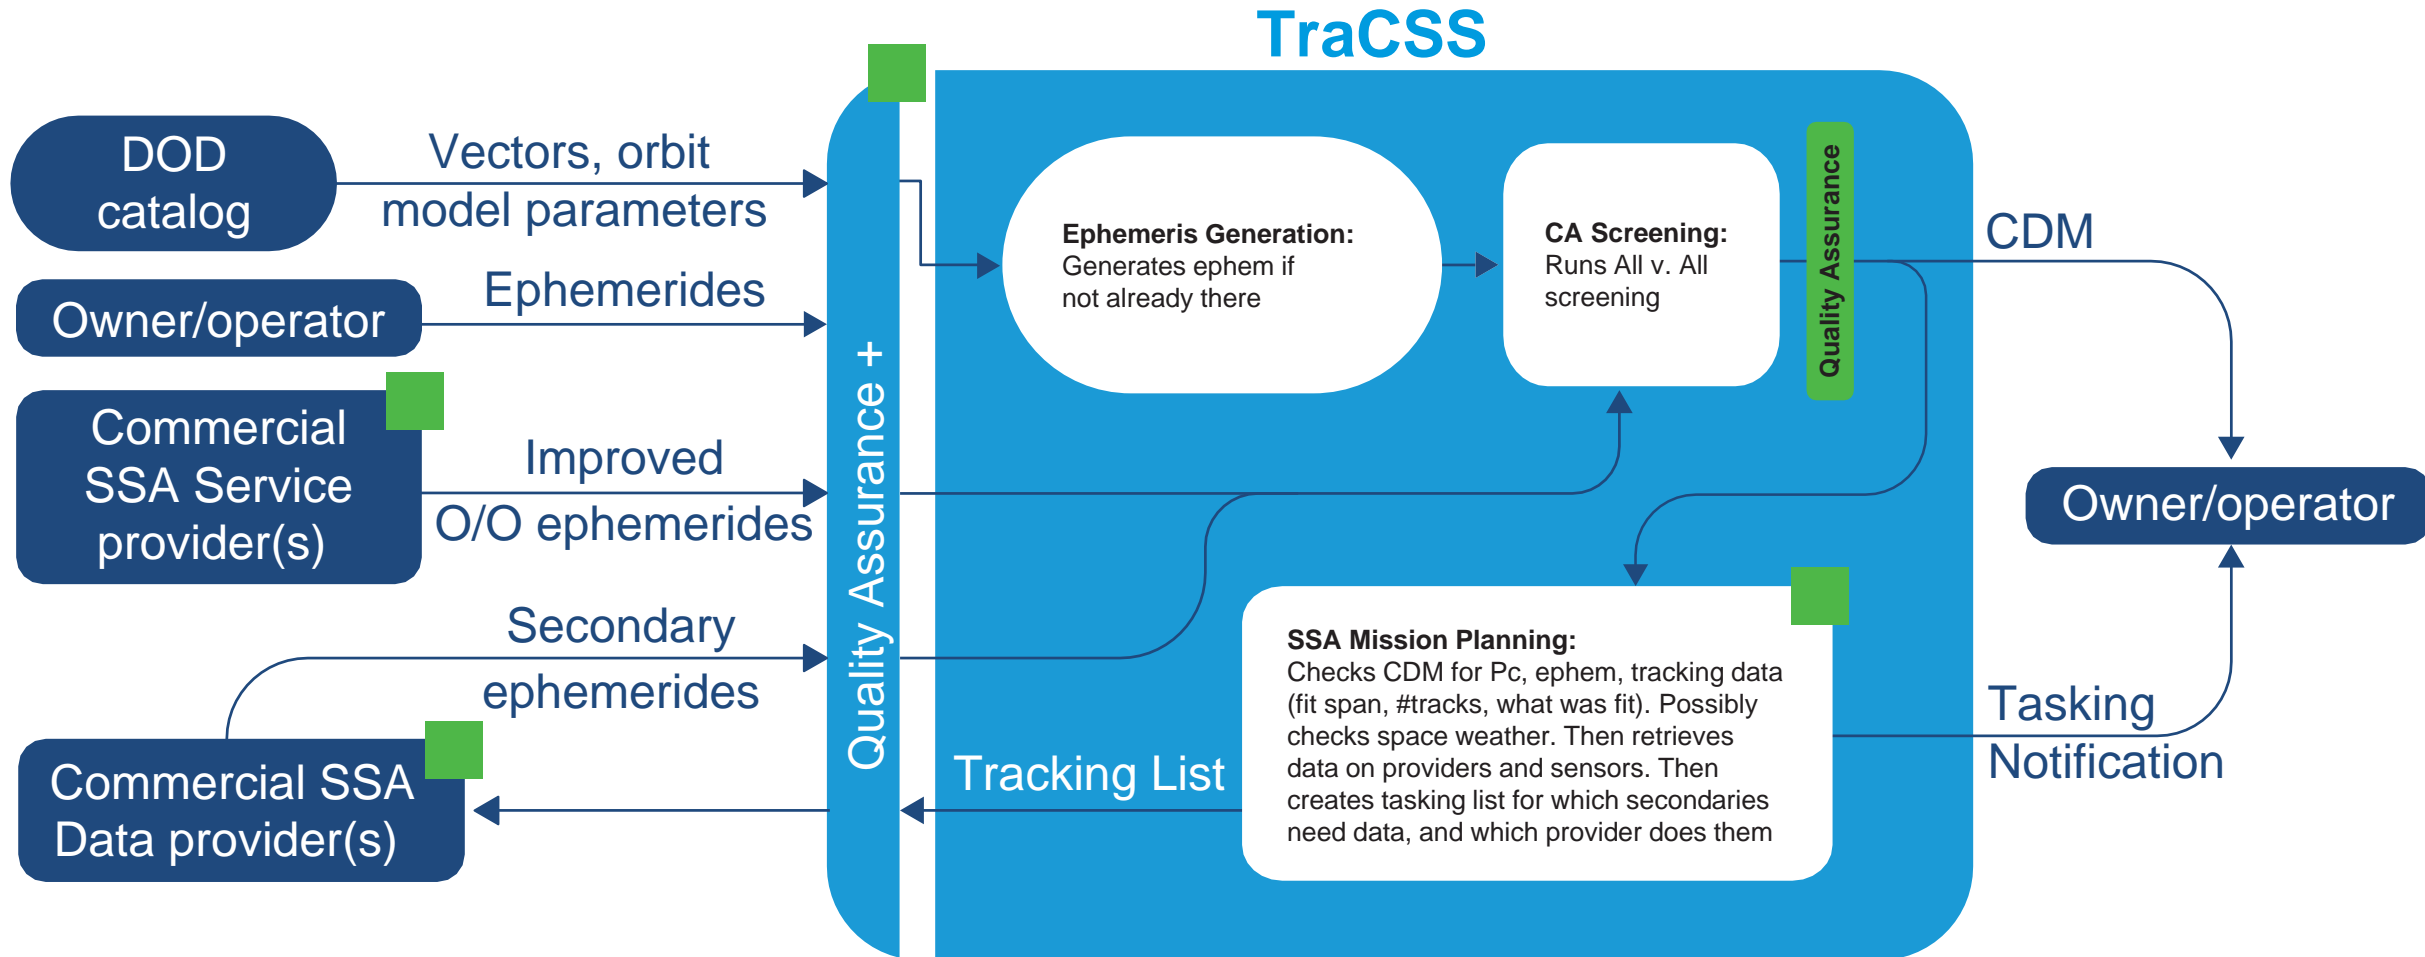 TraCSS
DOD
catalog
Vectors, orbit
model parameters
Owner/operator
Ephemerides
Commercial
SSA Service
provider(s)
Improved
O/O ephemerides
Secondary
ephemerides
Commercial SSA
Data provider(s)
Quality Assurance +
Ephemeris Generation:
Generates ephem if
not already there
CA Screening:
Runs All v. All
screening
Quality Assurance
CDM
Owner/operator
SSA Mission Planning:
Checks CDM for Pc, ephem, tracking data
(fit span, #tracks, what was fit). Possibly
checks space weather. Then retrieves
data on providers and sensors. Then
creates tasking list for which secondaries
need data, and which provider does them
Tracking List
Tasking
Notification